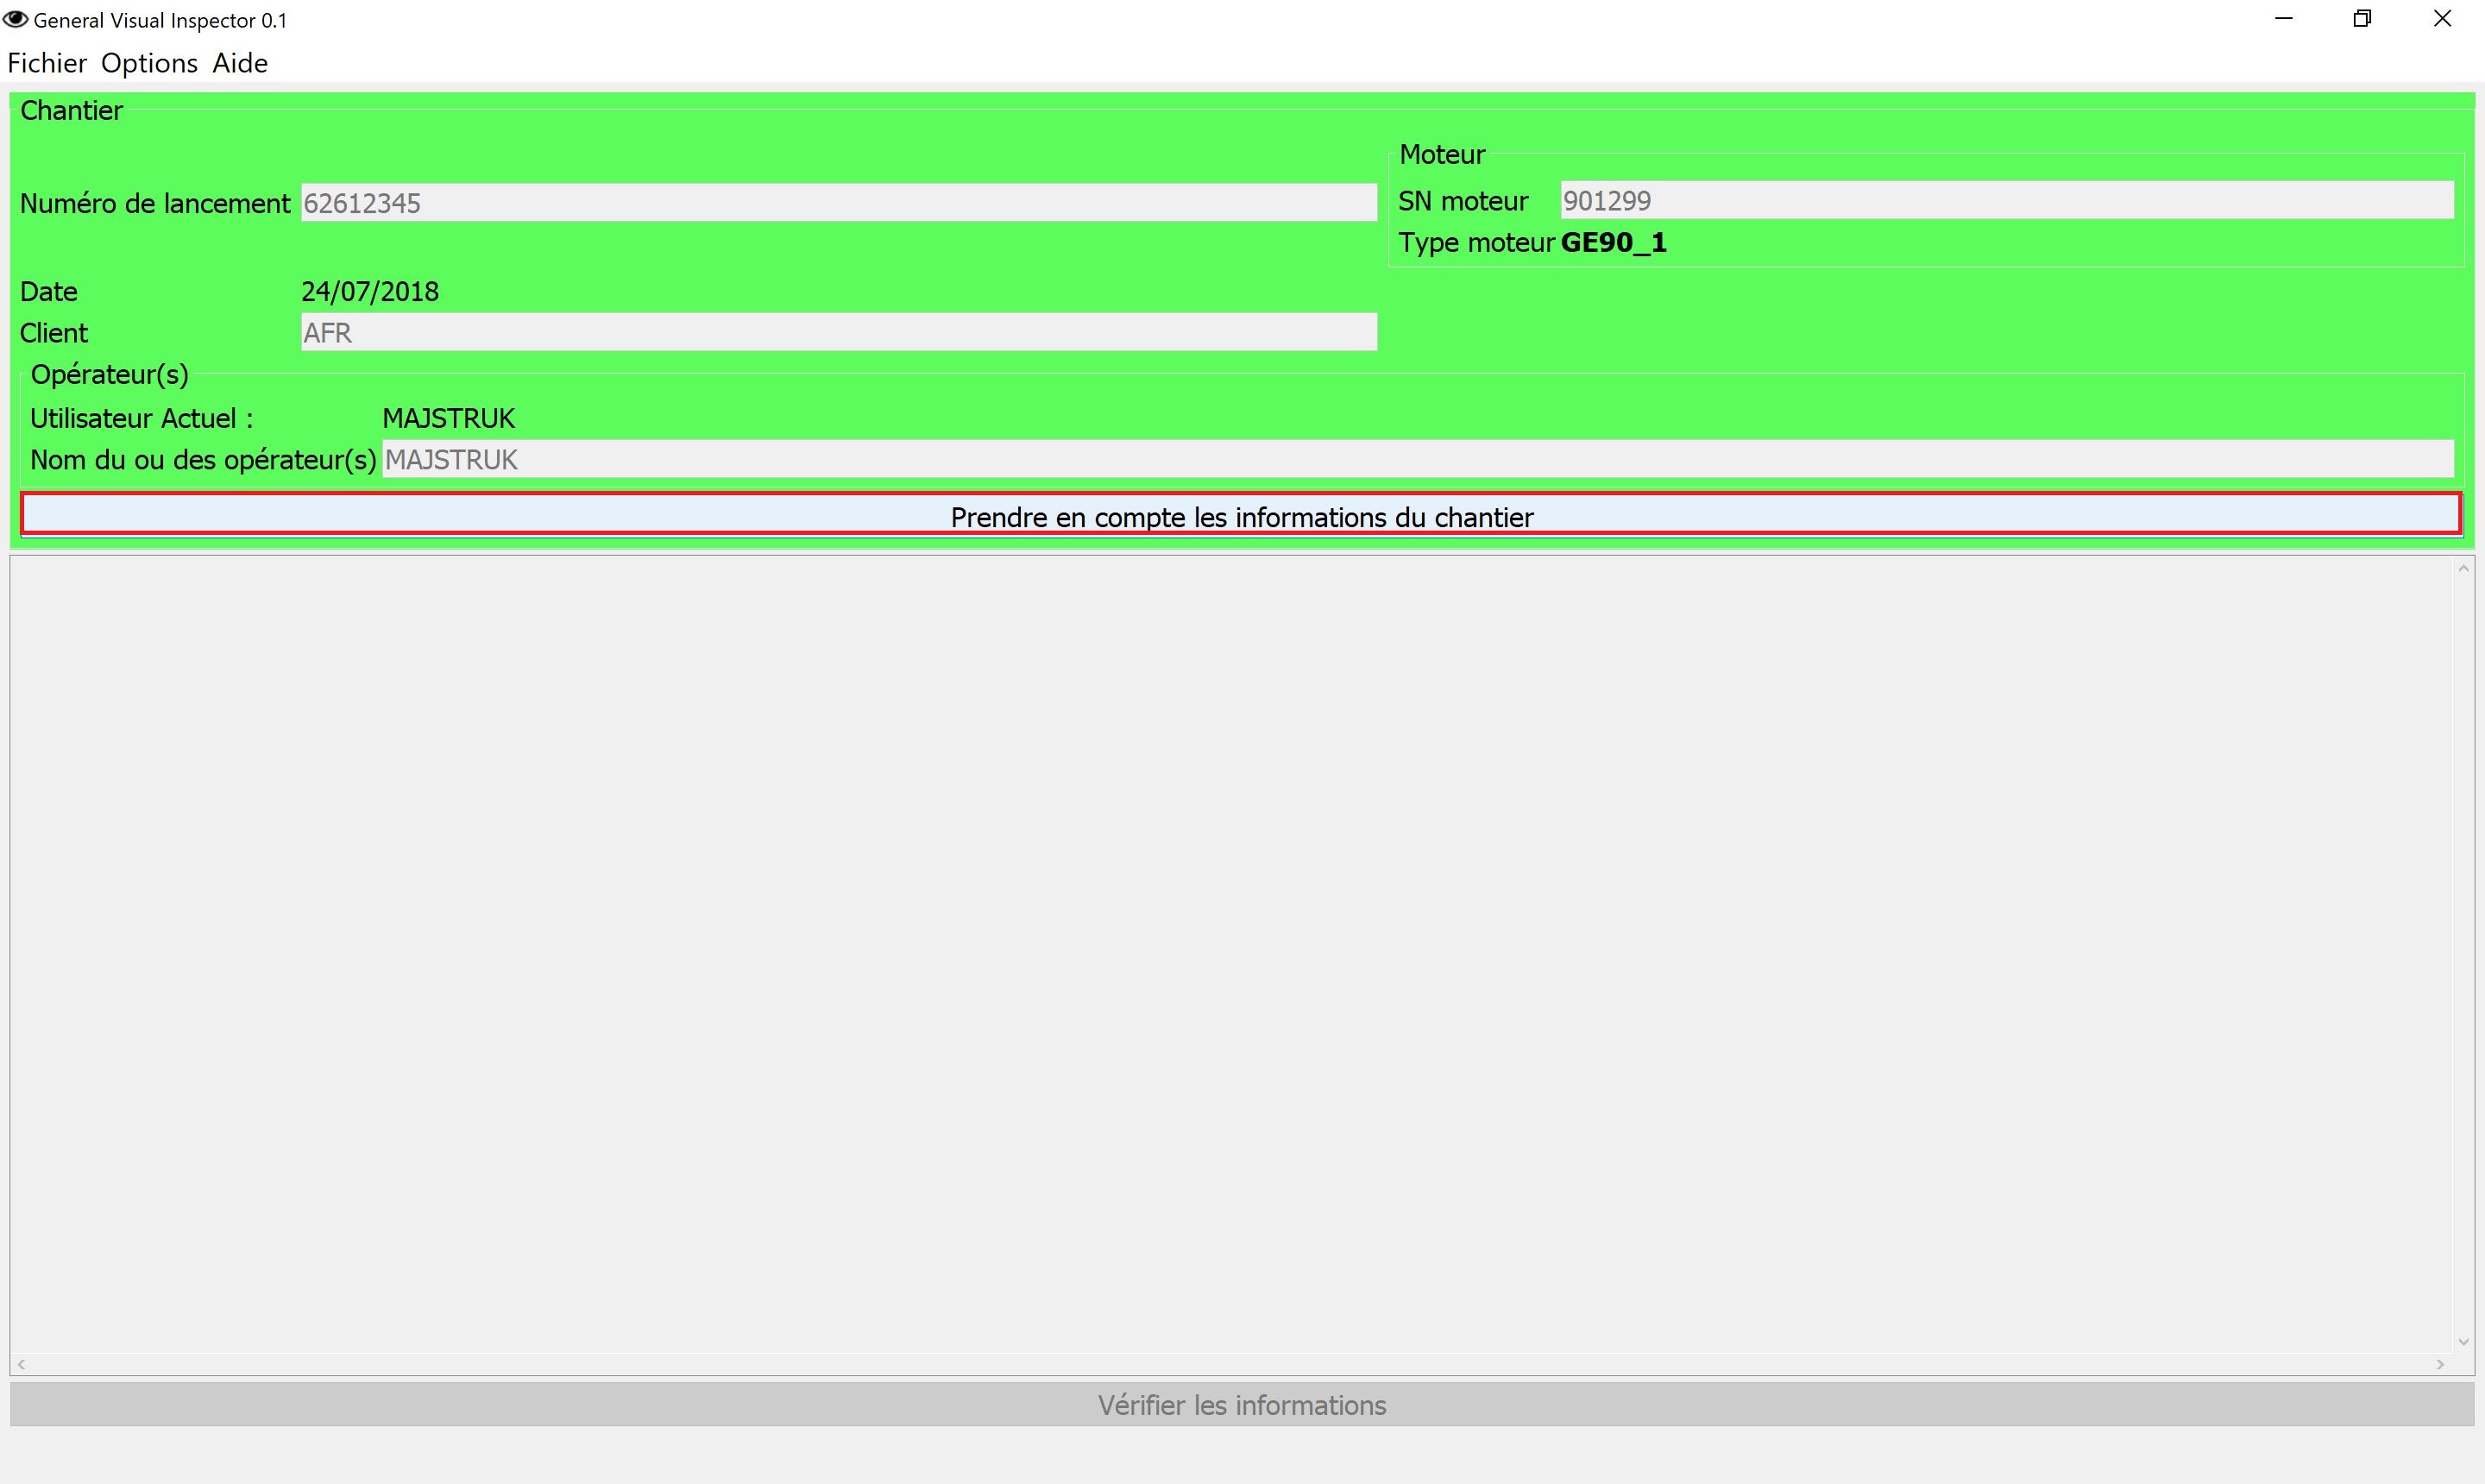 General Visual Inspector 0.1
Fichier Options Aide
Chantier
Numéro de lancement 62612345
Moteur
SN moteur 901299
Type moteur GE90_1
Date 24/07/2018
Client AFR
Opérateur(s)
Utilisateur Actuel : MAJSTRUK
Nom du ou des opérateur(s) MAJSTRUK
Prendre en compte les informations du chantier
Vérifier les informations